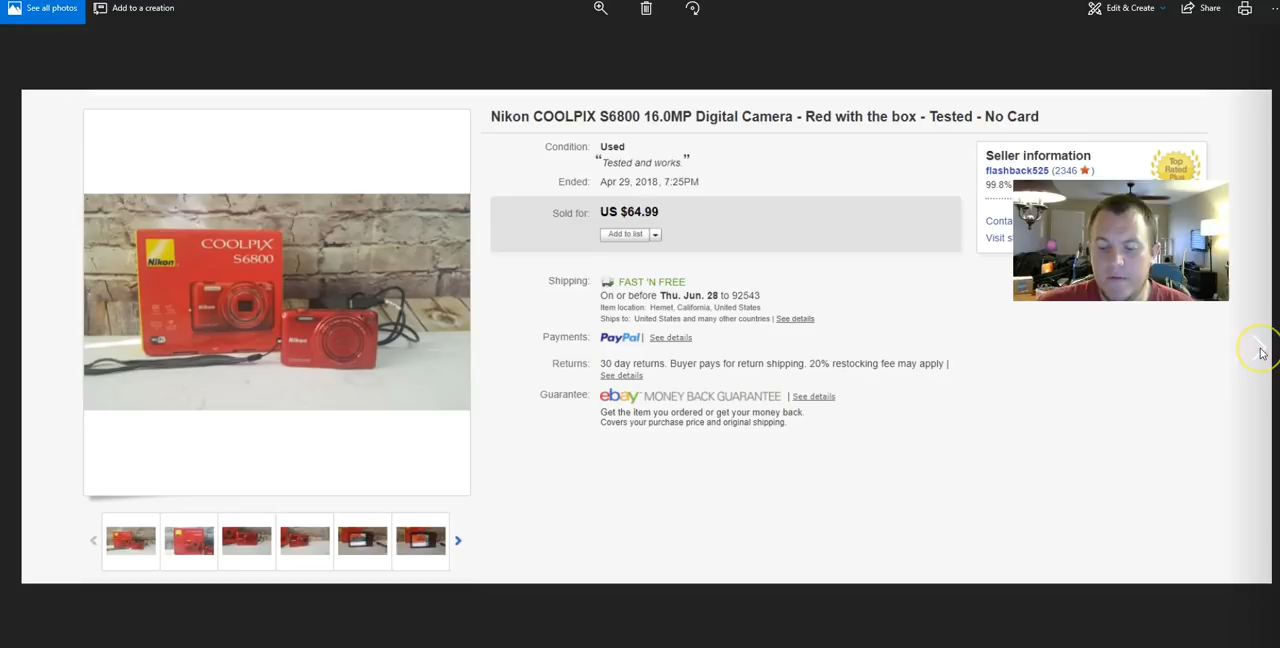 See all photos
Add to a creation
Edit & Create
Share
Nikon COOLPIX S6800 16.0MP Digital Camera - Red with the box - Tested - No Card
Condition: Used
“Tested and works.”
Ended: Apr 29, 2018, 7:25PM
Sold for: US $64.99
Add to list
Shipping: FAST 'N FREE
On or before Thu. Jun. 28 to 92543
Item location: Hemet, California, United States
Ships to: United States and many other countries | See details
Payments: PayPal | See details
Returns: 30 day returns. Buyer pays for return shipping. 20% restocking fee may apply |
See details
Guarantee: ebay MONEY BACK GUARANTEE | See details
Get the item you ordered or get your money back.
Covers your purchase price and original shipping.
Seller information
flashback525 (2346
)
Top
Rated
Plus
99.8%
Conta
Visit s
COOLPIX
S6800
Nikon
Nikon